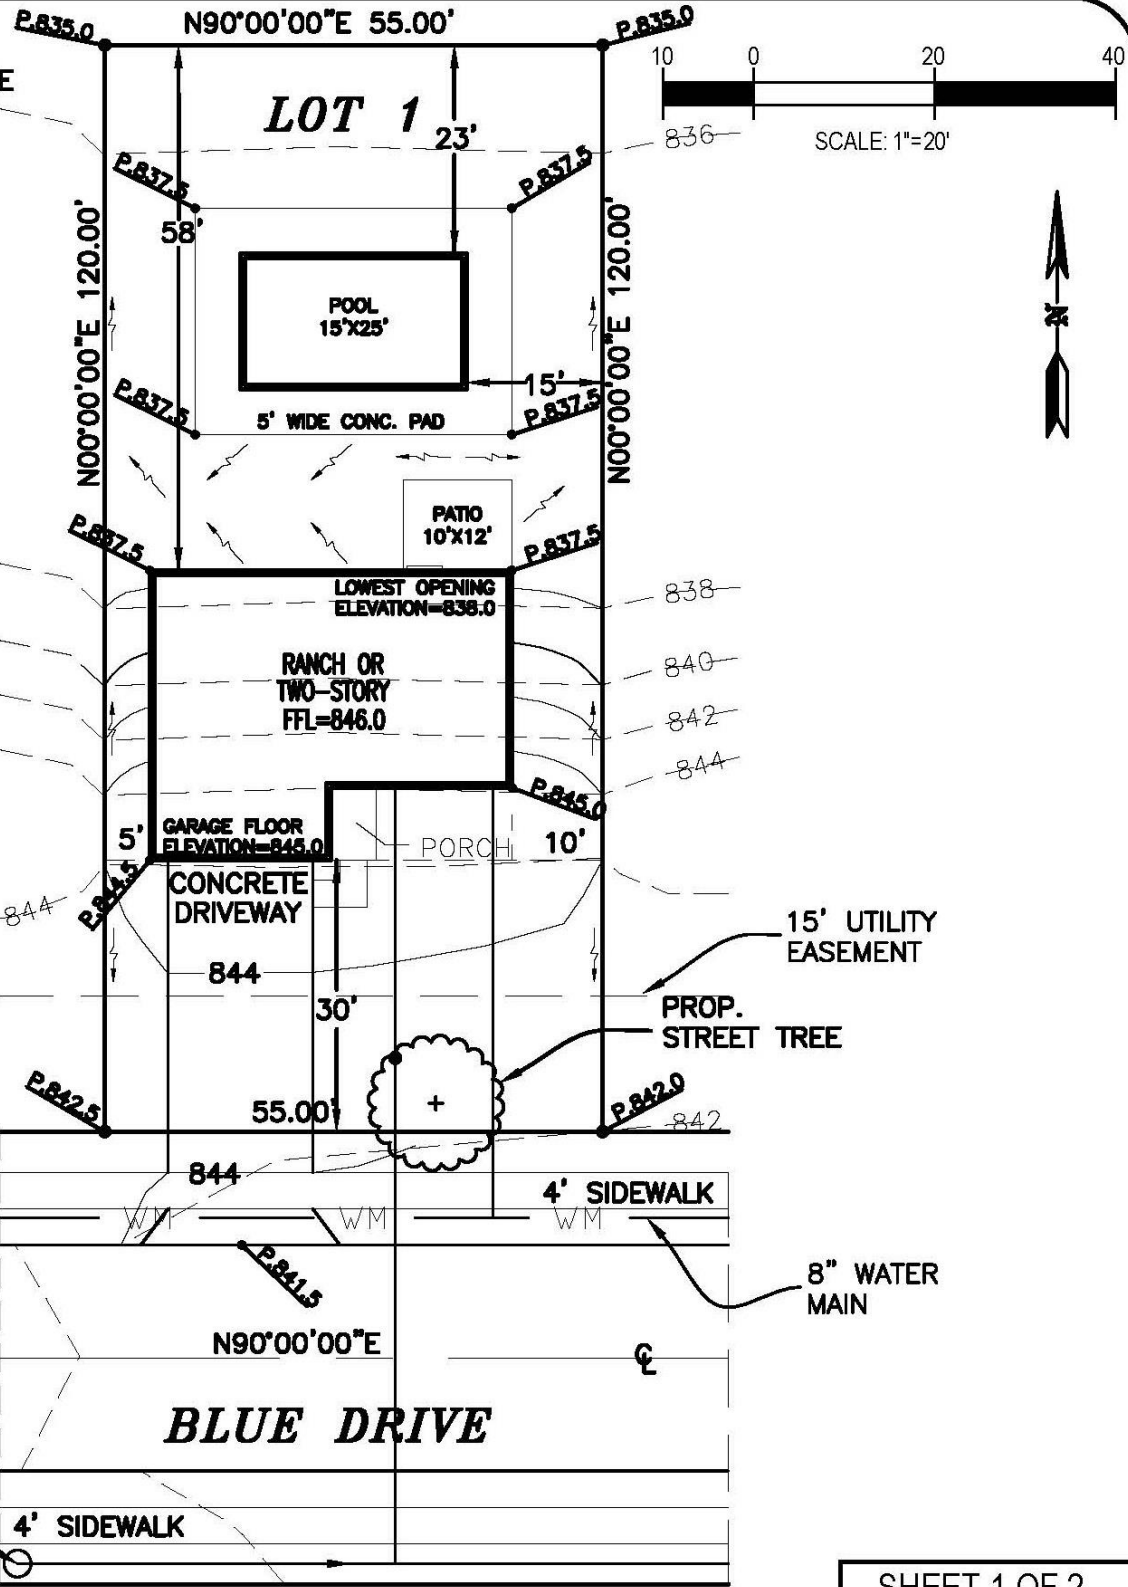 P.835.0
N90°00'00"E 55.00'
P.835.0
10 0 20 40
SCALE: 1"=20'
E
LOT 1
23'
836
P.837.5
P.837.5
58'
N00°00'00"E 120.00'
N00°00'00"E 120.00'
N
POOL
15'X25'
15'
P.837.5
P.837.5
5' WIDE CONC. PAD
PATIO
10'X12'
P.837.5
P.837.5
LOWEST OPENING
ELEVATION=838.0
838
RANCH OR
TWO-STORY
FFL=846.0
840
842
844
P.845.0
GARAGE FLOOR
ELEVATION=845.0
5'
PORCH
10'
P.844.5
CONCRETE
DRIVEWAY
844
15' UTILITY
EASEMENT
844
30'
PROP.
STREET TREE
P.842.5
55.00'
P.842.0
842
844
4' SIDEWALK
WM WM WM
P.841.5
8" WATER
MAIN
N90°00'00"E
CL
BLUE DRIVE
4' SIDEWALK
SHEET 1 OF 2